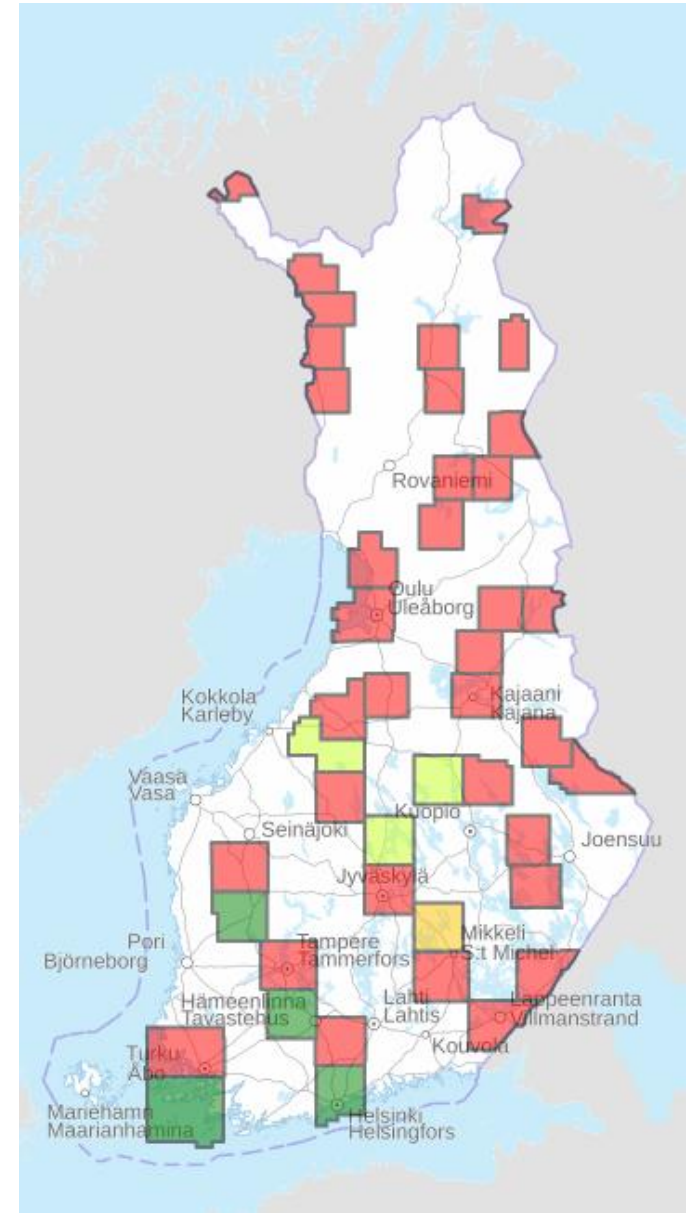 Rovaniemi
Oulu
Uleåborg
Kokkola
Karleby
Kajaani
Kajana
Vaasa
Vasa
Kuopio
Seinäjoki
Joensuu
Jyväskylä
Pori
Björneborg
Tampere
Tammerfors
Mikkeli
S:t Michel
Hämeenlinna
Tavastehus
Lahti
Lahtis
Lappeenranta
Villmanstrand
Kouvola
Turku
Åbo
Mariehamn
Maarianhamina
Helsinki
Helsingfors